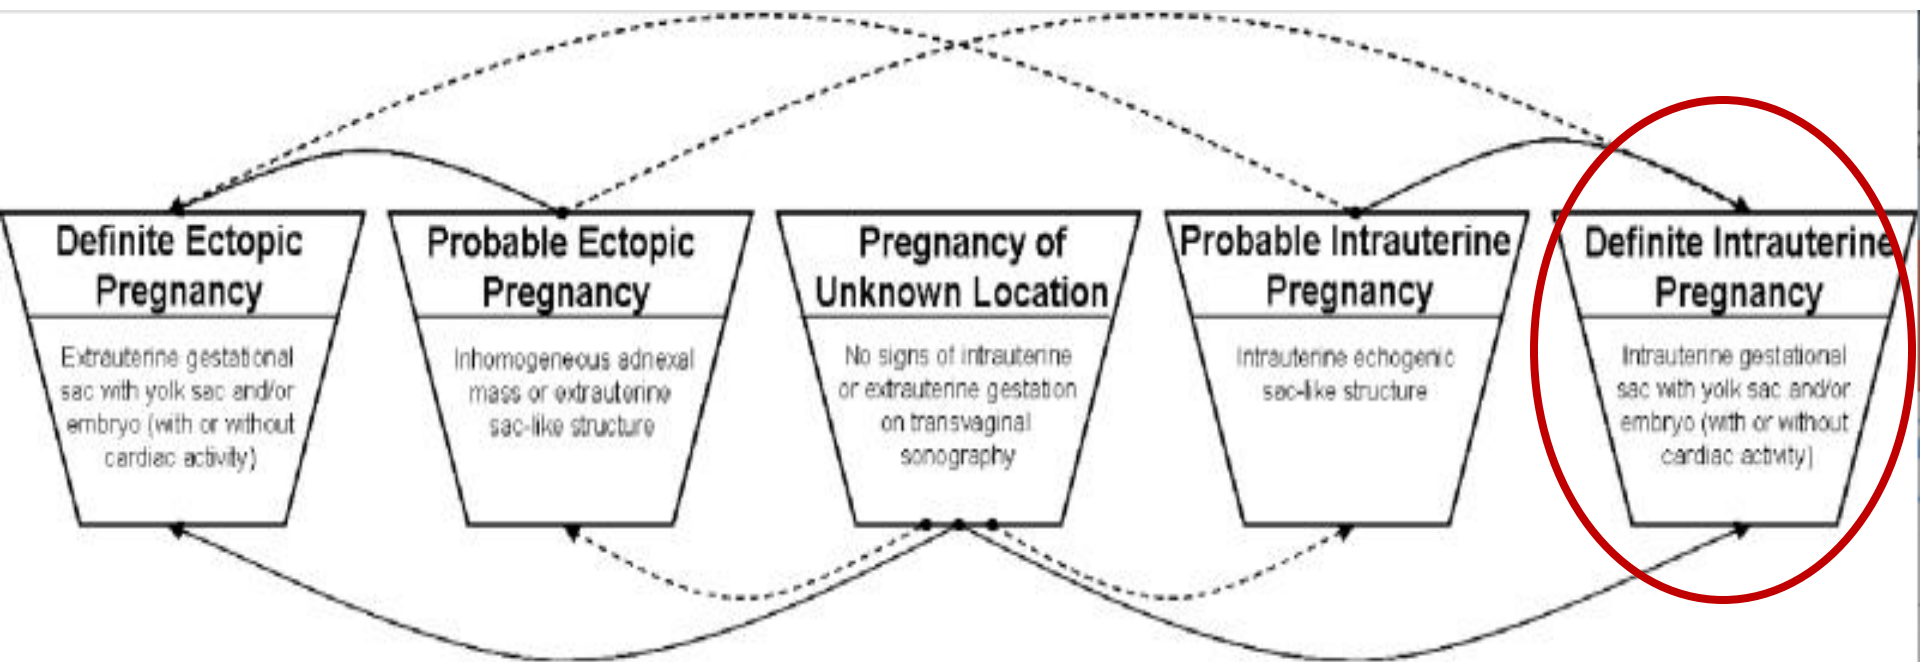 Definite Ectopic
Pregnancy
Extrauterine gestational
sac with yolk sac and/or
embryo (with or without
cardiac activity)
Probable Ectopic
Pregnancy
Inhomogeneous adnexal
mass or extrauterine
sac-like structure
Pregnancy of
Unknown Location
No signs of intrauterine
or extrauterine gestation
on transvaginal
sonography
Probable Intrauterine
Pregnancy
Intrauterine echogenic
sac-like structure
Definite Intrauterine
Pregnancy
Intrauterine gestational
sac with yolk sac and/or
embryo (with or without
cardiac activity)